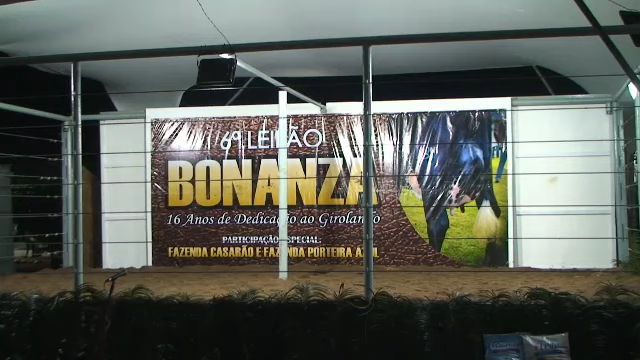 6º LEILÃO
BONANZA
16 Anos de Dedicação ao Girolando
PARTICIPAÇÃO ESPECIAL:
FAZENDA CASARÃO E FAZENDA PORTEIRA AZUL